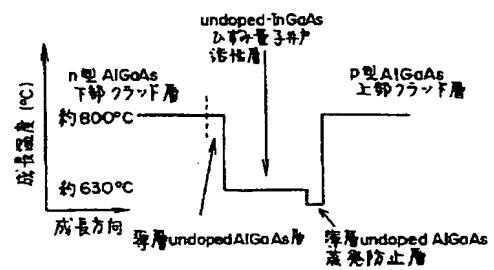 undoped-InGaAs
ひずみ量子井戸
活性層
n型AlGaAs
下部クラッド層
P型AlGaAs
上部クラッド層
成長温度(℃)
約800℃
約630℃
成長方向
薄層undopedAlGaAs層
薄層undoped AlGaAs
蒸発防止層